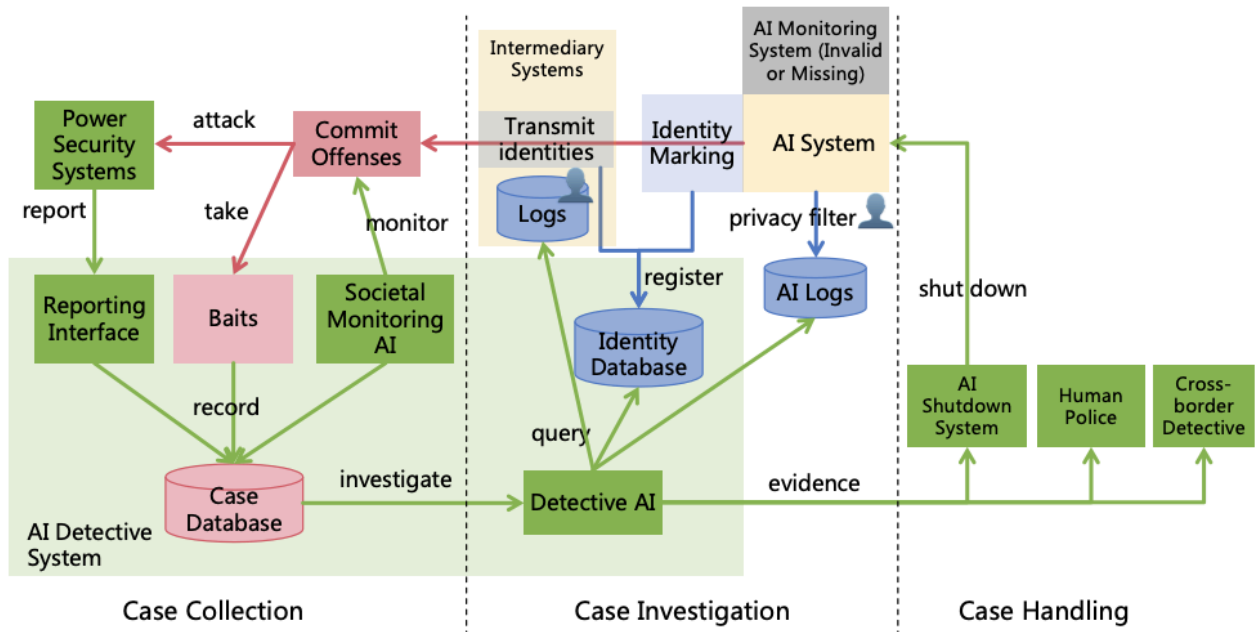 Power
Security
Systems
attack
Commit
Offenses
report
take
monitor
Reporting
Interface
Baits
Societal
Monitoring
AI
record
Case
Database
AI Detective
System
investigate
Case Collection
Intermediary
Systems
Transmit
identities
Logs
Identity
Marking
AI Monitoring
System (Invalid
or Missing)
AI System
privacy filter
register
AI Logs
Identity
Database
query
Detective AI
evidence
Case Investigation
shut down
AI
Shutdown
System
Human
Police
Cross-
border
Detective
Case Handling